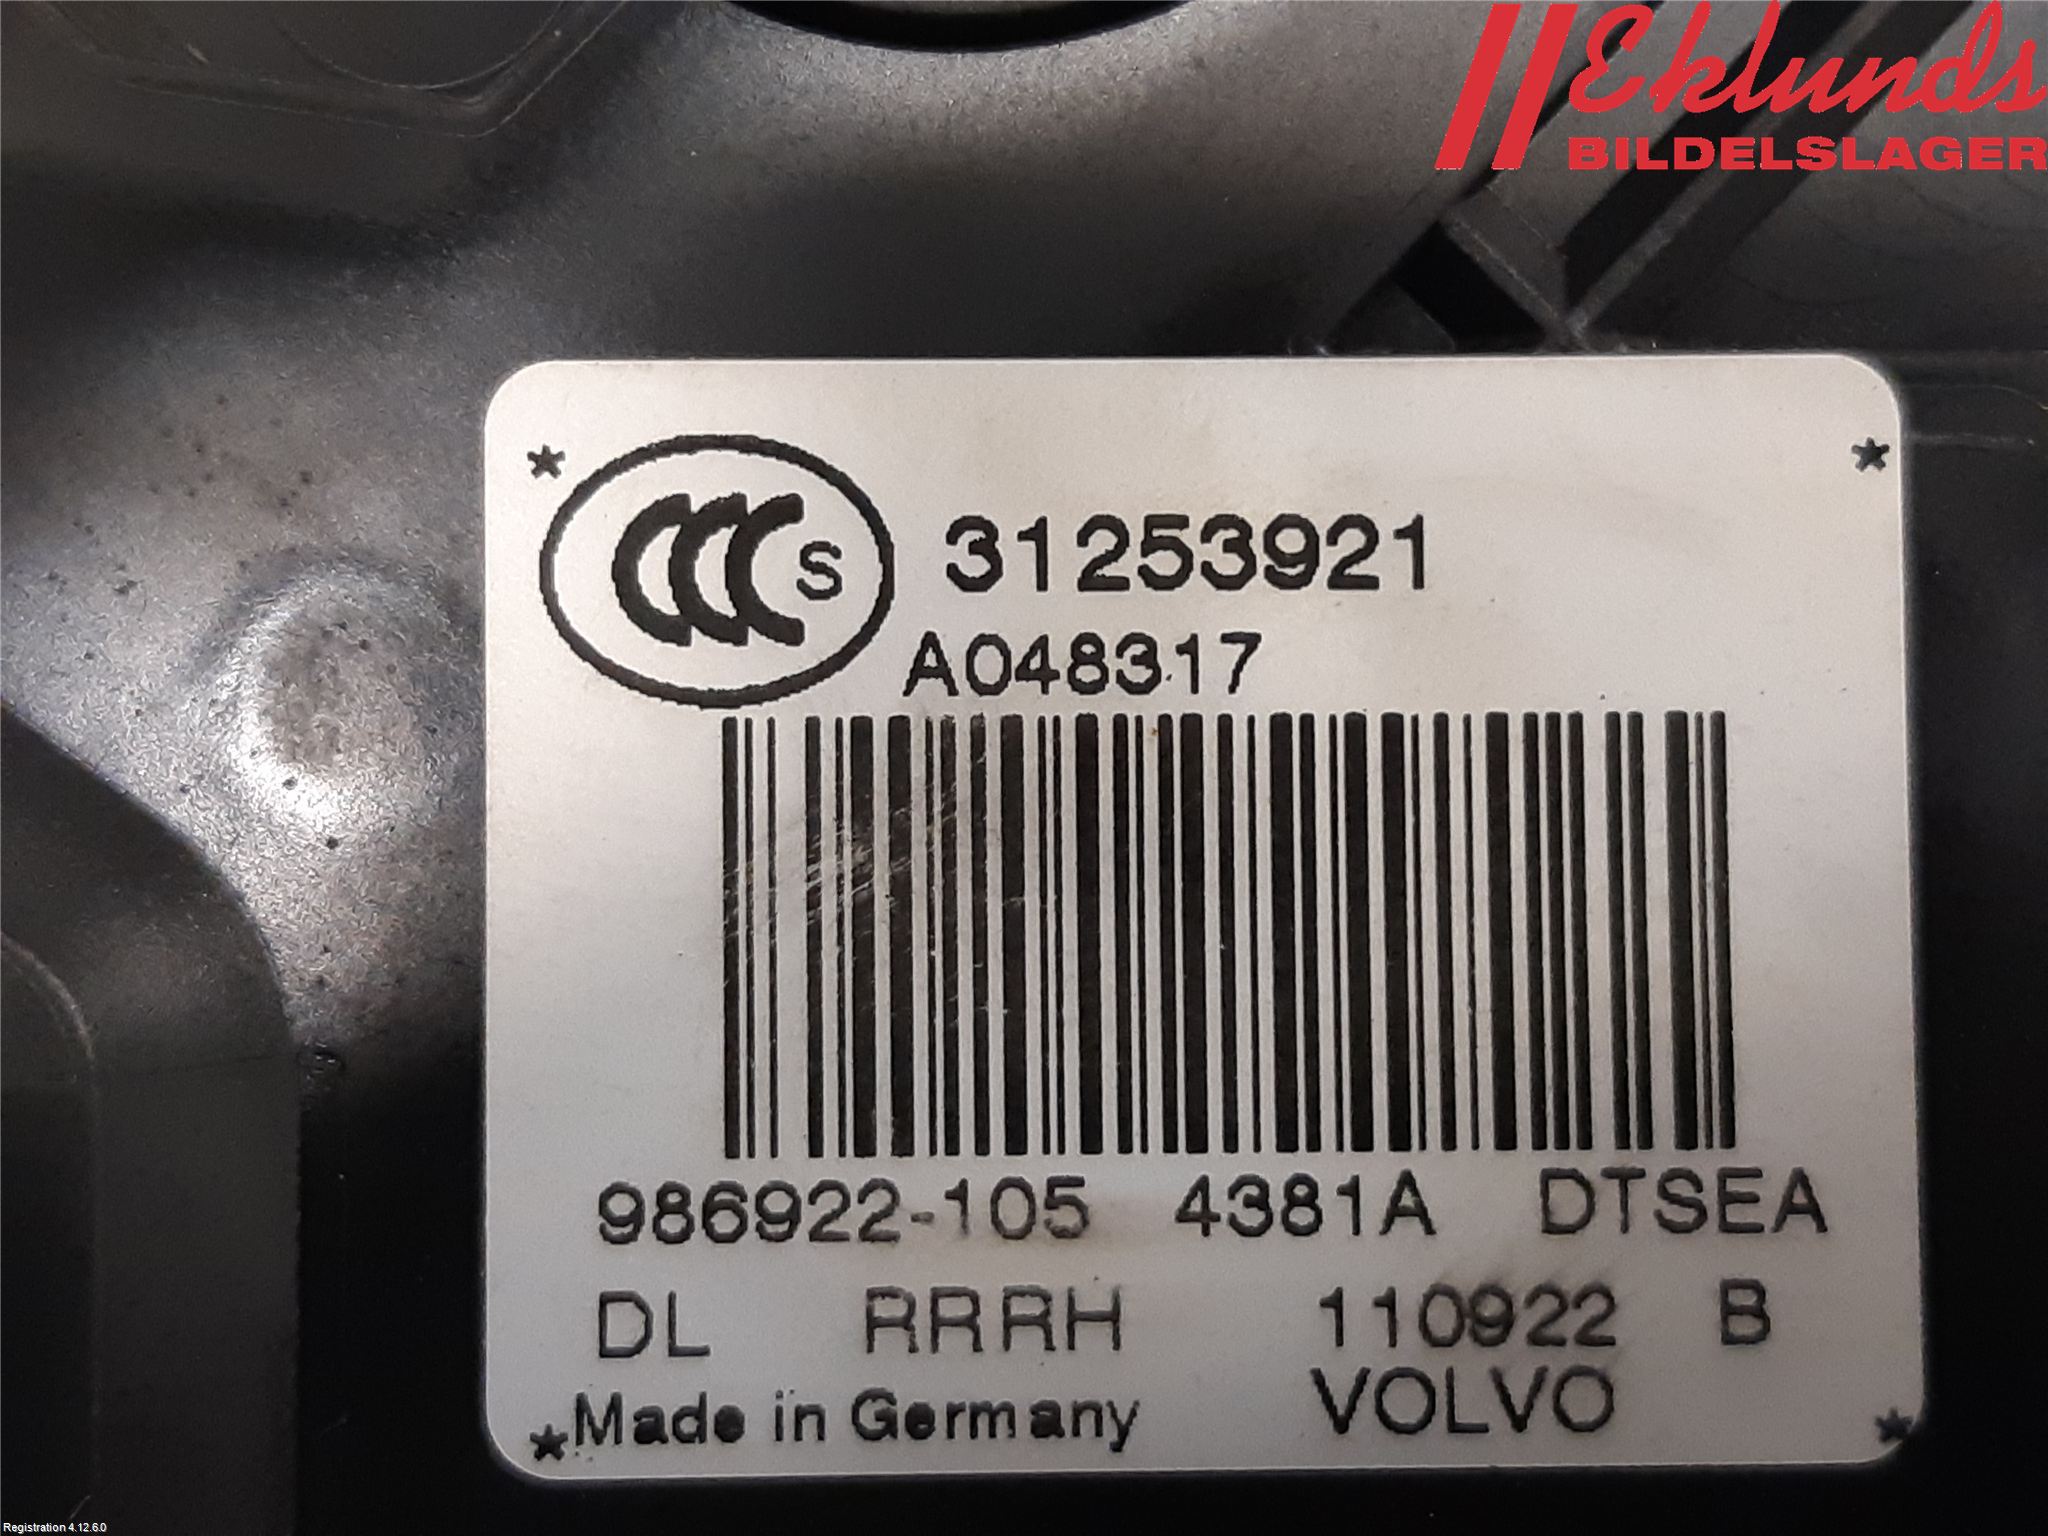 Eklunds
BILDELSLAGER
CCC S 31253921
A048317
986922-105 4381A DTSEA
DL RRRH 110922 B
*Made in Germany VOLVO
Registration 4.12.6.0